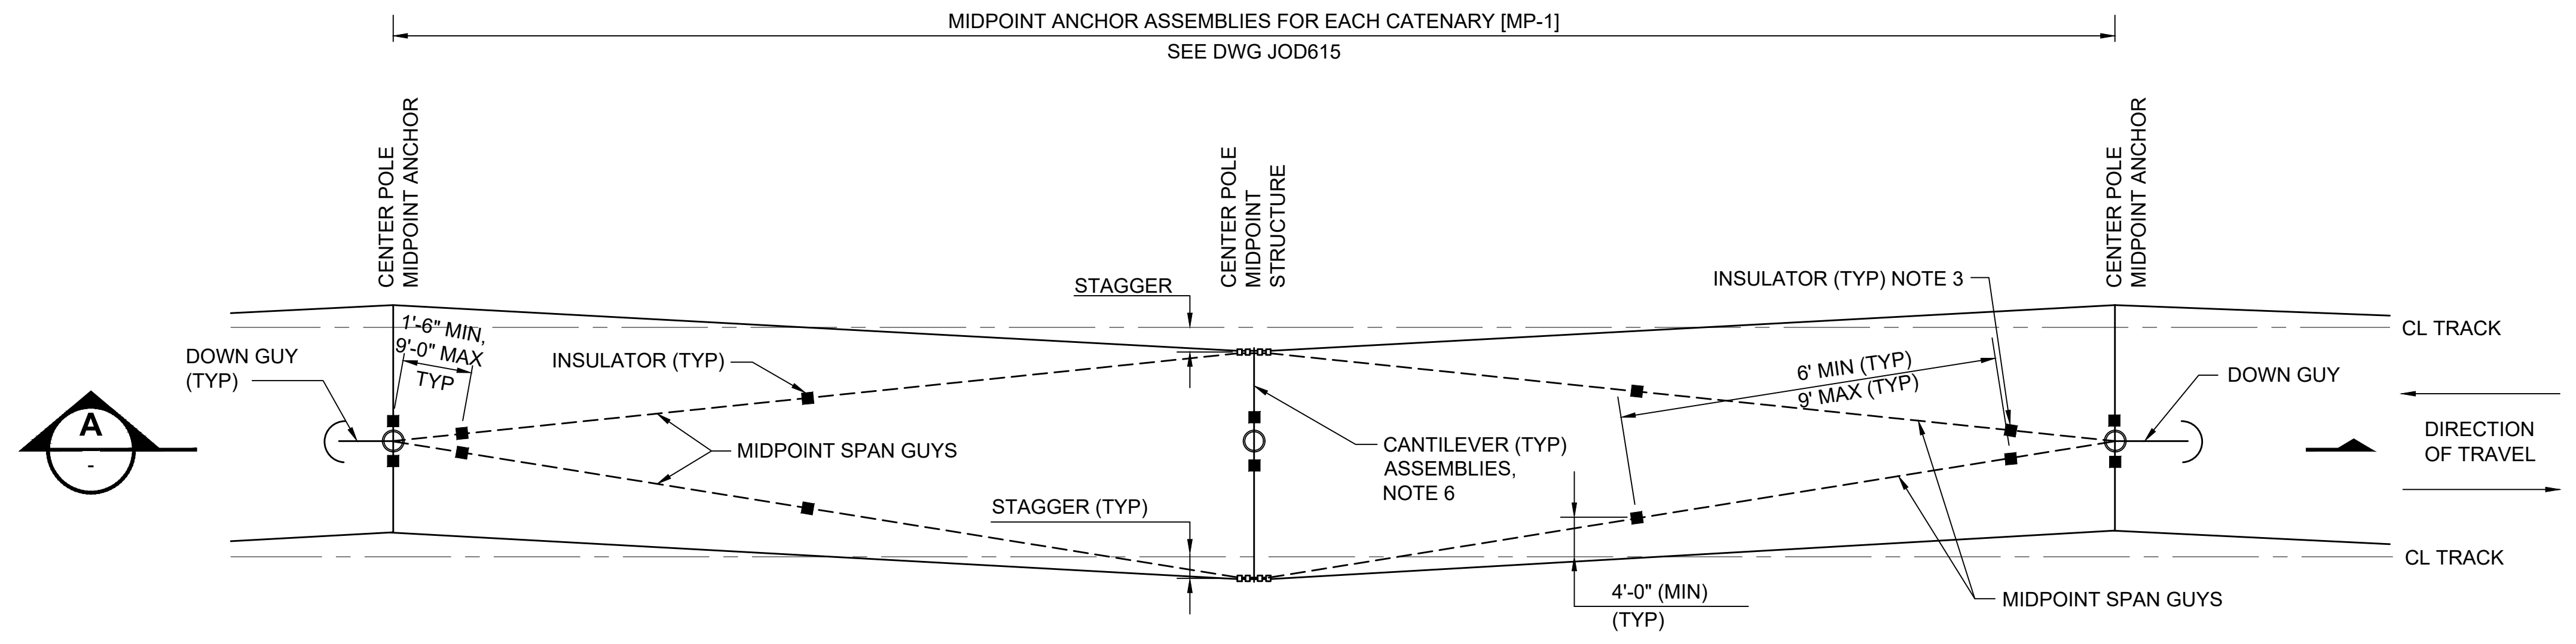 MIDPOINT ANCHOR ASSEMBLIES FOR EACH CATENARY [MP-1]
SEE DWG JOD615
CENTER POLE
MIDPOINT ANCHOR
CENTER POLE
MIDPOINT
STRUCTURE
CENTER POLE
MIDPOINT ANCHOR
STAGGER
INSULATOR (TYP) NOTE 3
1'-6" MIN,
9'-0" MAX
TYP
CL TRACK
DOWN GUY
(TYP)
INSULATOR (TYP)
6' MIN (TYP)
9' MAX (TYP)
DOWN GUY
A
-
MIDPOINT SPAN GUYS
CANTILEVER (TYP)
ASSEMBLIES,
NOTE 6
DIRECTION
OF TRAVEL
STAGGER (TYP)
CL TRACK
4'-0" (MIN)
(TYP)
MIDPOINT SPAN GUYS